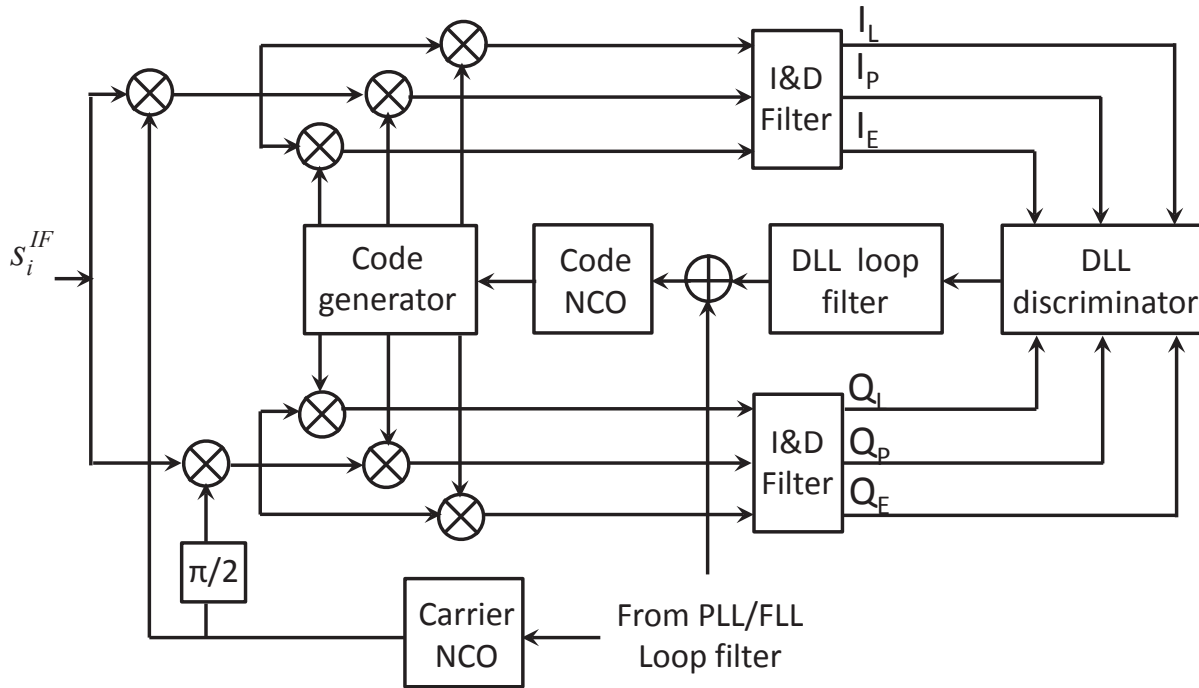 I_L
I_P
I_E
I&D
Filter
s_i^{IF}
Code
generator
Code
NCO
DLL loop
filter
DLL
discriminator
Q_L
Q_P
Q_E
I&D
Filter
π/2
Carrier
NCO
From PLL/FLL
Loop filter